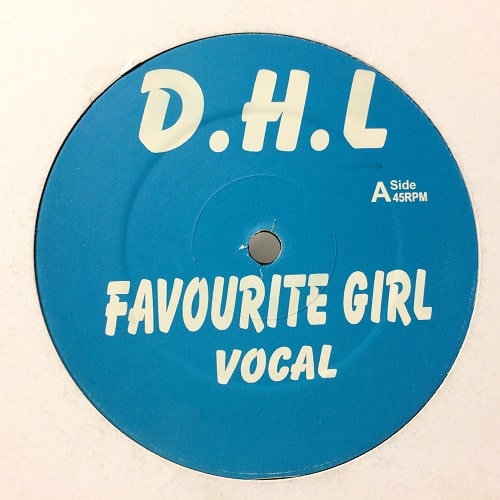 D.H.L
A Side
45RPM
FAVOURITE GIRL
VOCAL